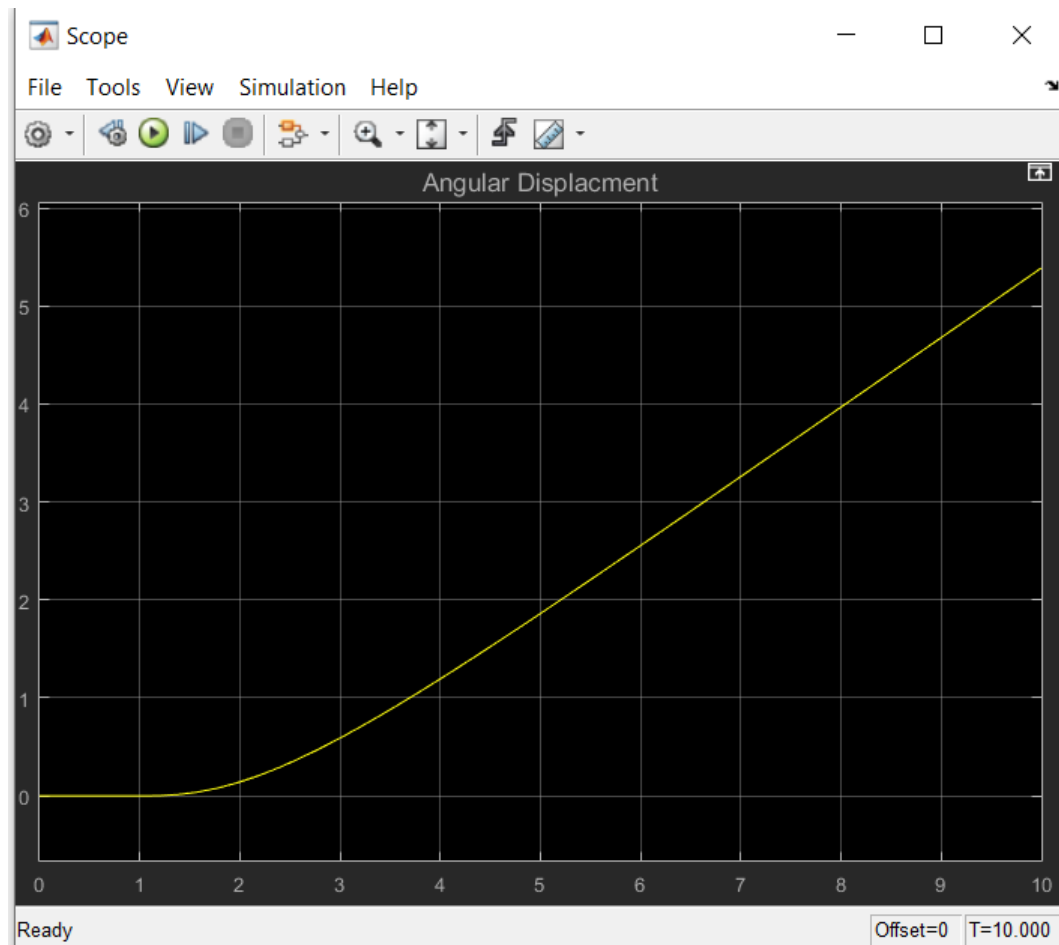 Scope
File Tools View Simulation Help
Angular Displacment
6
5
4
3
2
1
0
0 1 2 3 4 5 6 7 8 9 10
Ready Offset=0 T=10.000